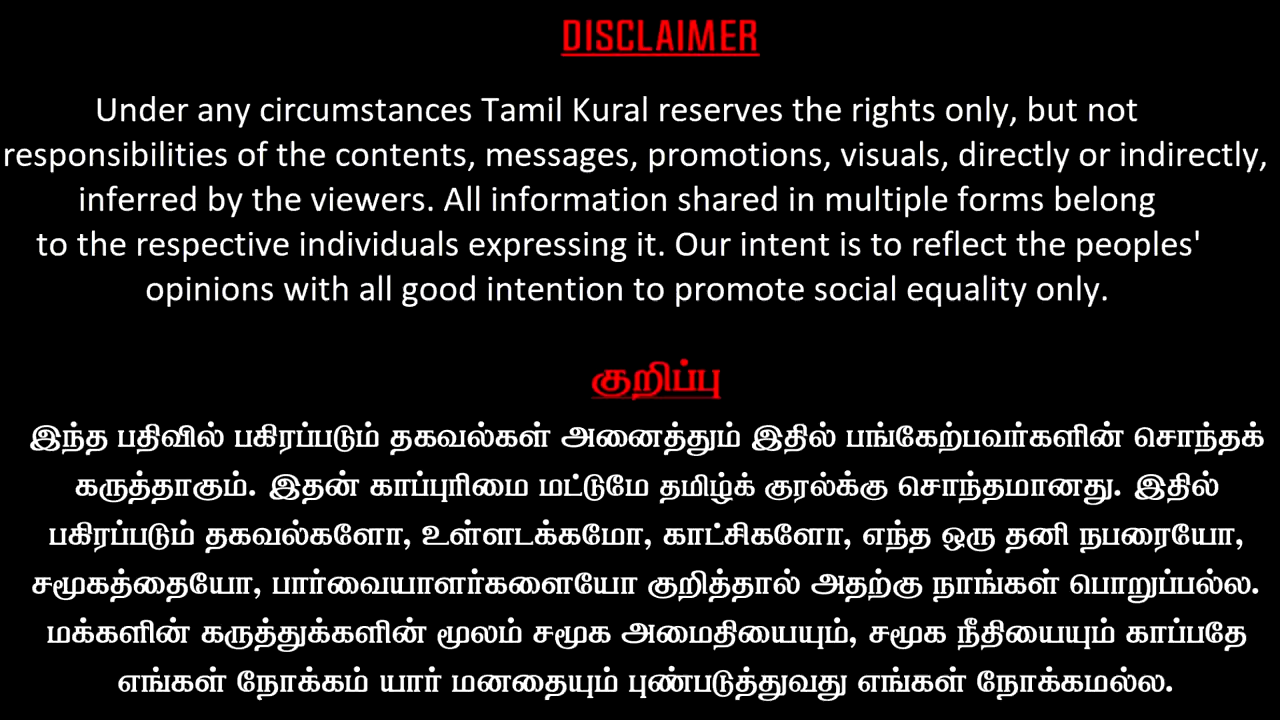 DISCLAIMER
Under any circumstances Tamil Kural reserves the rights only, but not
responsibilities of the contents, messages, promotions, visuals, directly or indirectly,
inferred by the viewers. All information shared in multiple forms belong
to the respective individuals expressing it. Our intent is to reflect the peoples'
opinions with all good intention to promote social equality only.
குறிப்பு
இந்த பதிவில் பகிரப்படும் தகவல்கள் அனைத்தும் இதில் பங்கேற்பவர்களின் சொந்தக்
கருத்தாகும். இதன் காப்புரிமை மட்டுமே தமிழ்க் குரல்க்கு சொந்தமானது. இதில்
பகிரப்படும் தகவல்களோ, உள்ளடக்கமோ, காட்சிகளோ, எந்த ஒரு தனி நபரையோ,
சமூகத்தையோ, பார்வையாளர்களையோ குறித்தால் அதற்கு நாங்கள் பொறுப்பல்ல.
மக்களின் கருத்துக்களின் மூலம் சமூக அமைதியையும், சமூக நீதியையும் காப்பதே
எங்கள் நோக்கம் யார் மனதையும் புண்படுத்துவது எங்கள் நோக்கமல்ல.